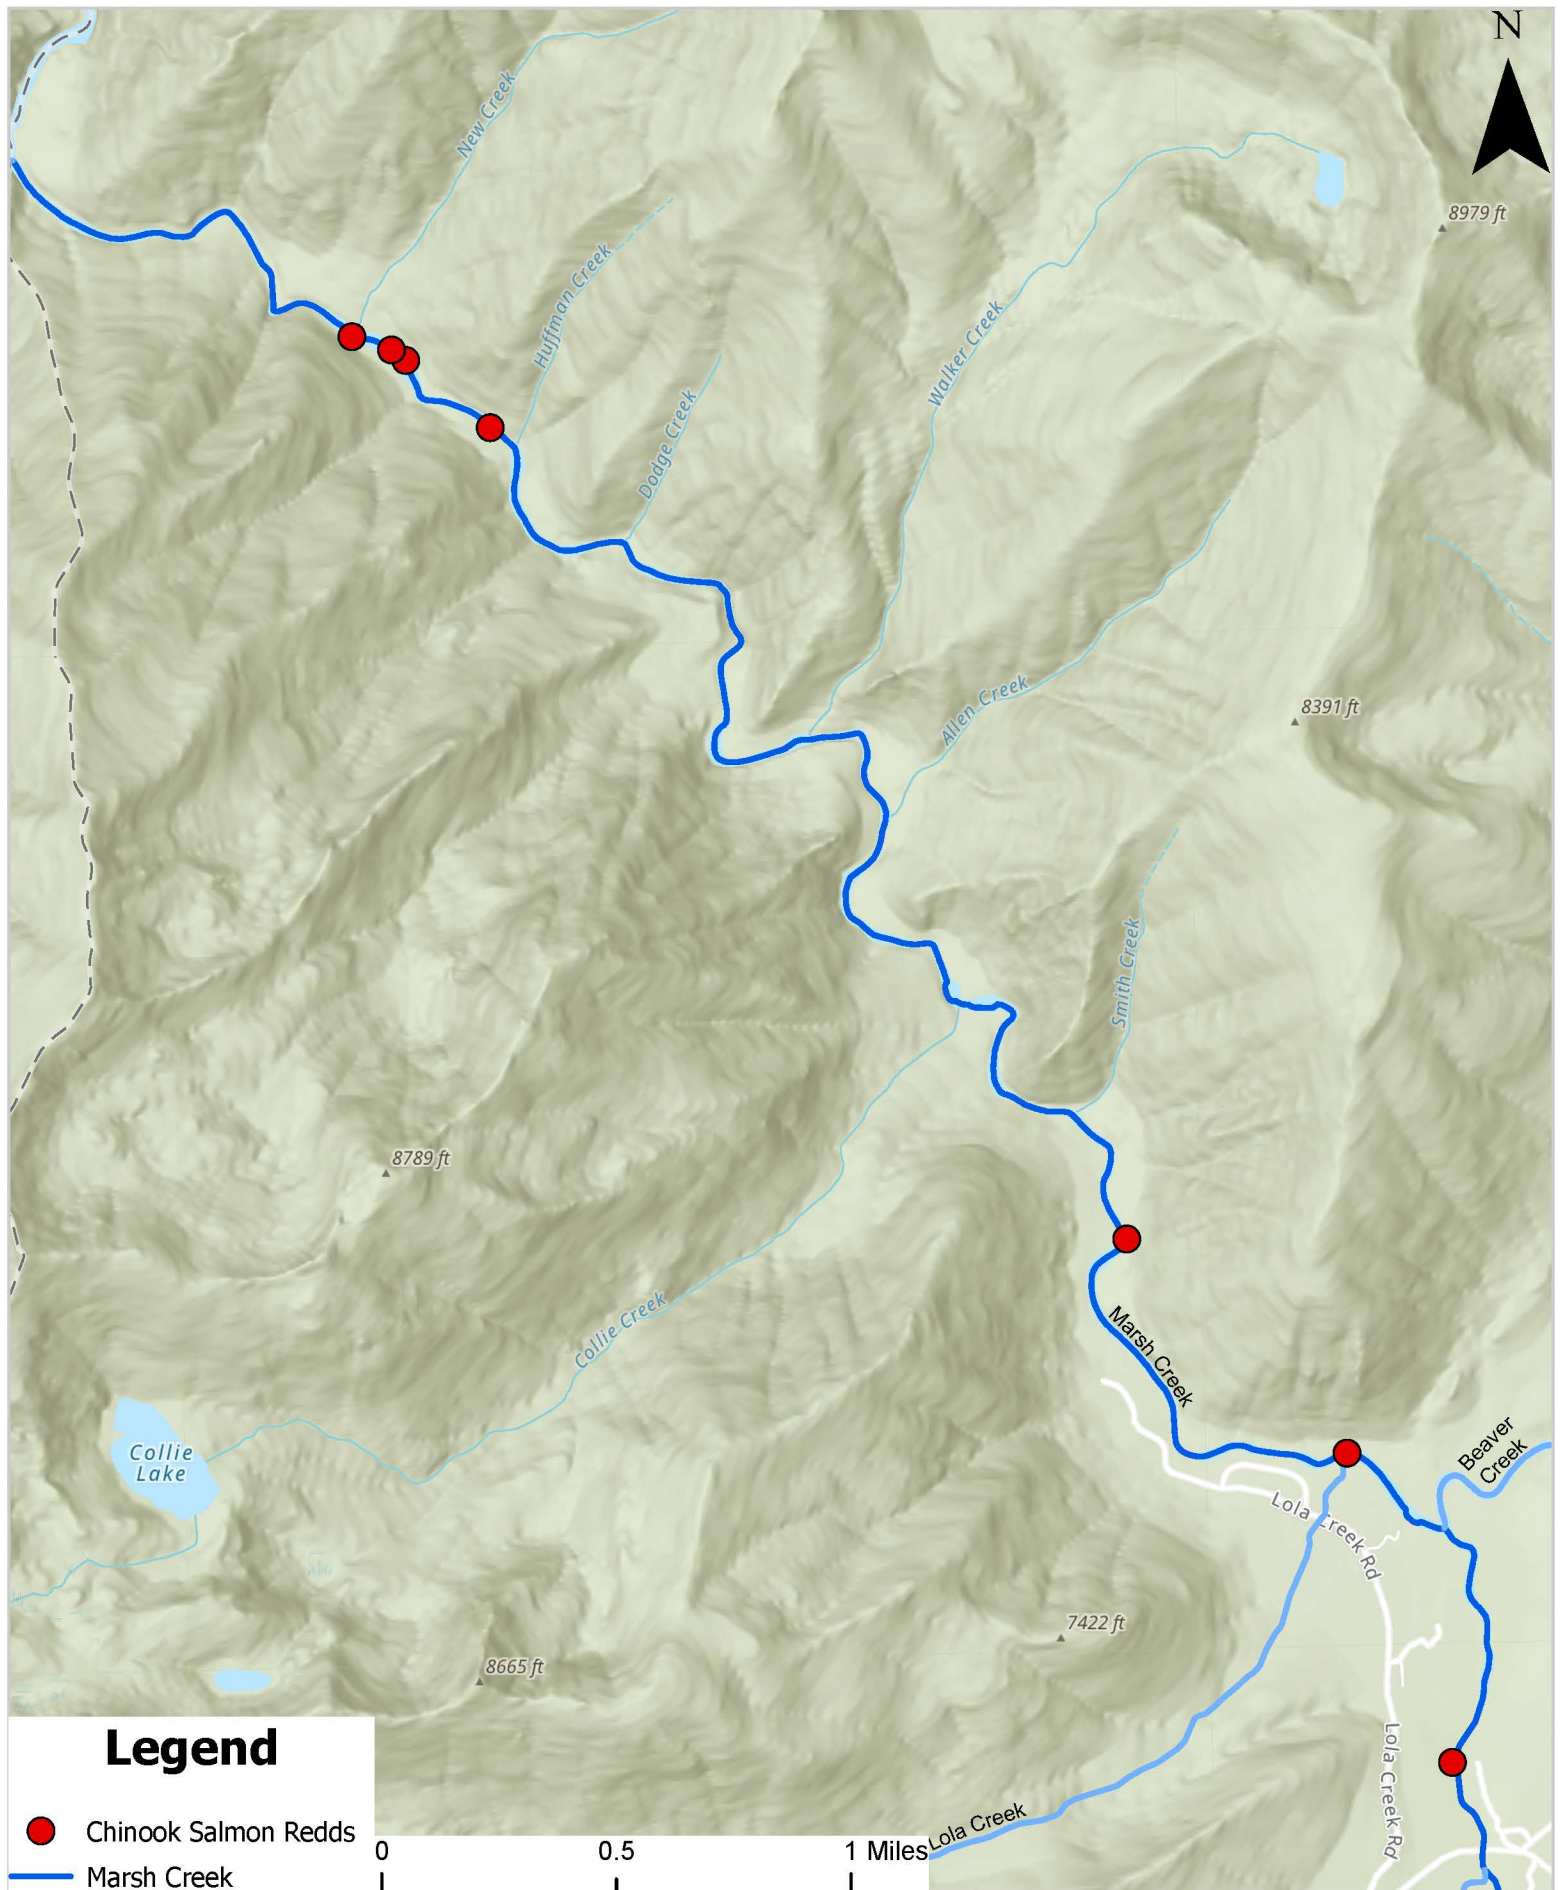 N
New Creek
8979 ft
Huffman Creek
Walker Creek
Dodge Creek
Allen Creek
8391 ft
Smith Creek
8789 ft
Collie Creek
Marsh Creek
Beaver
Creek
Collie
Lake
Lola Creek Rd
7422 ft
8665 ft
Lola Creek Rd
Legend
Chinook Salmon Redds
Marsh Creek
0 0.5 1 Miles
Lola Creek